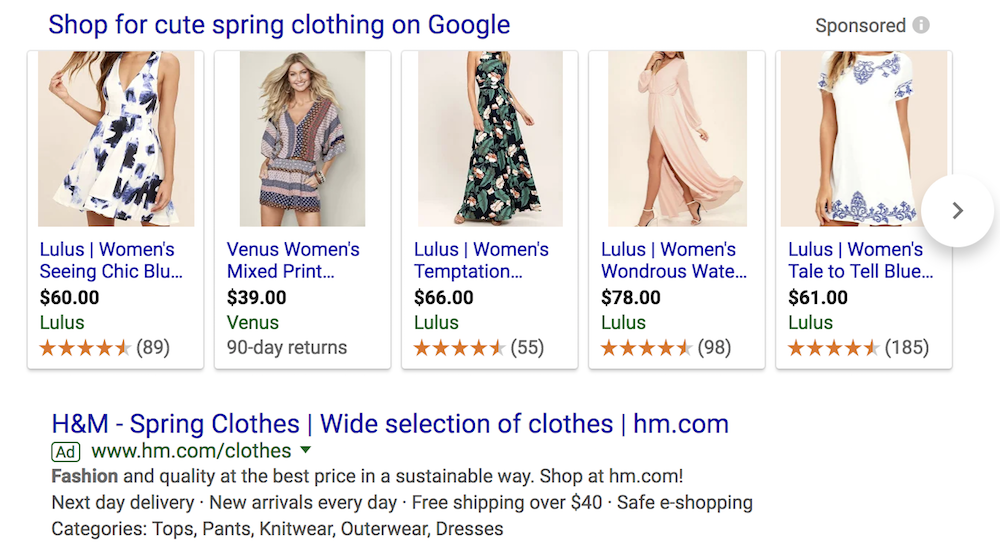 Shop for cute spring clothing on Google
Sponsored
Lulus | Women's
Seeing Chic Blu...
$60.00
Lulus
(89)
Venus Women's
Mixed Print...
$39.00
Venus
90-day returns
Lulus | Women's
Temptation...
$66.00
Lulus
(55)
Lulus | Women's
Wondrous Wate...
$78.00
Lulus
(98)
Lulus | Women's
Tale to Tell Blue...
$61.00
Lulus
(185)
H&M - Spring Clothes | Wide selection of clothes | hm.com
Ad www.hm.com/clothes
Fashion and quality at the best price in a sustainable way. Shop at hm.com!
Next day delivery · New arrivals every day · Free shipping over $40 · Safe e-shopping
Categories: Tops, Pants, Knitwear, Outerwear, Dresses